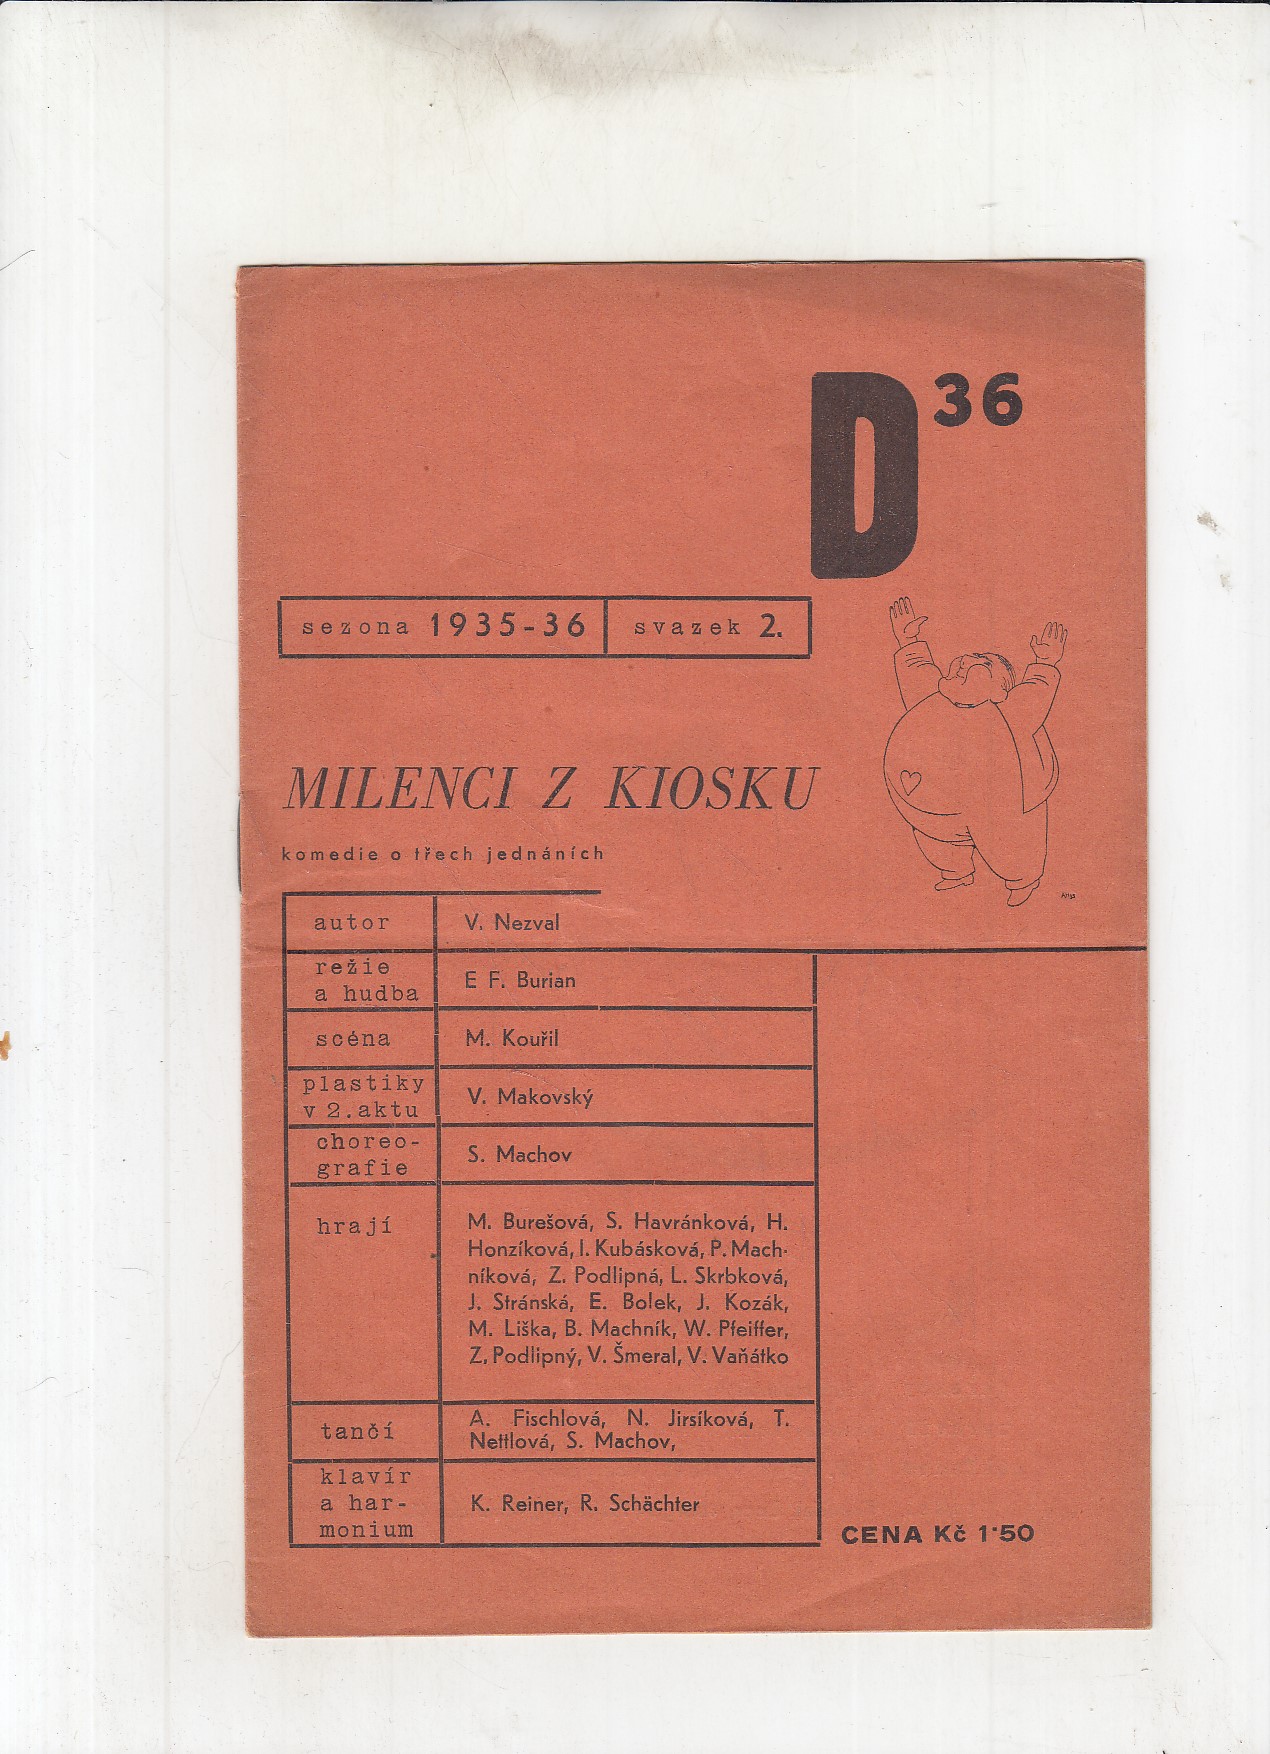 D 36
sezona 1935-36 svazek 2.
MILENCI Z KIOSKU
komedie o třech jednáních
autor V. Nezval
režie
a hudba
E F. Burian
scéna M. Kouřil
plastiky
v 2. aktu
V. Makovský
choreo-
grafie
S. Machov
hrají
M. Burešová, S. Havránková, H.
Honzíková, I. Kubásková, P. Mach-
níková, Z. Podlipná, L. Skrbková,
J. Stránská, E. Bolek, J. Kozák,
M. Liška, B. Machník, W. Pfeiffer,
Z. Podlipný, V. Šmeral, V. Vaňátko
tančí
A. Fischlová, N. Jirsíková, T.
Nettlová, S. Machov,
klavír
a har-
monium
K. Reiner, R. Schächter
CENA Kč 1·50